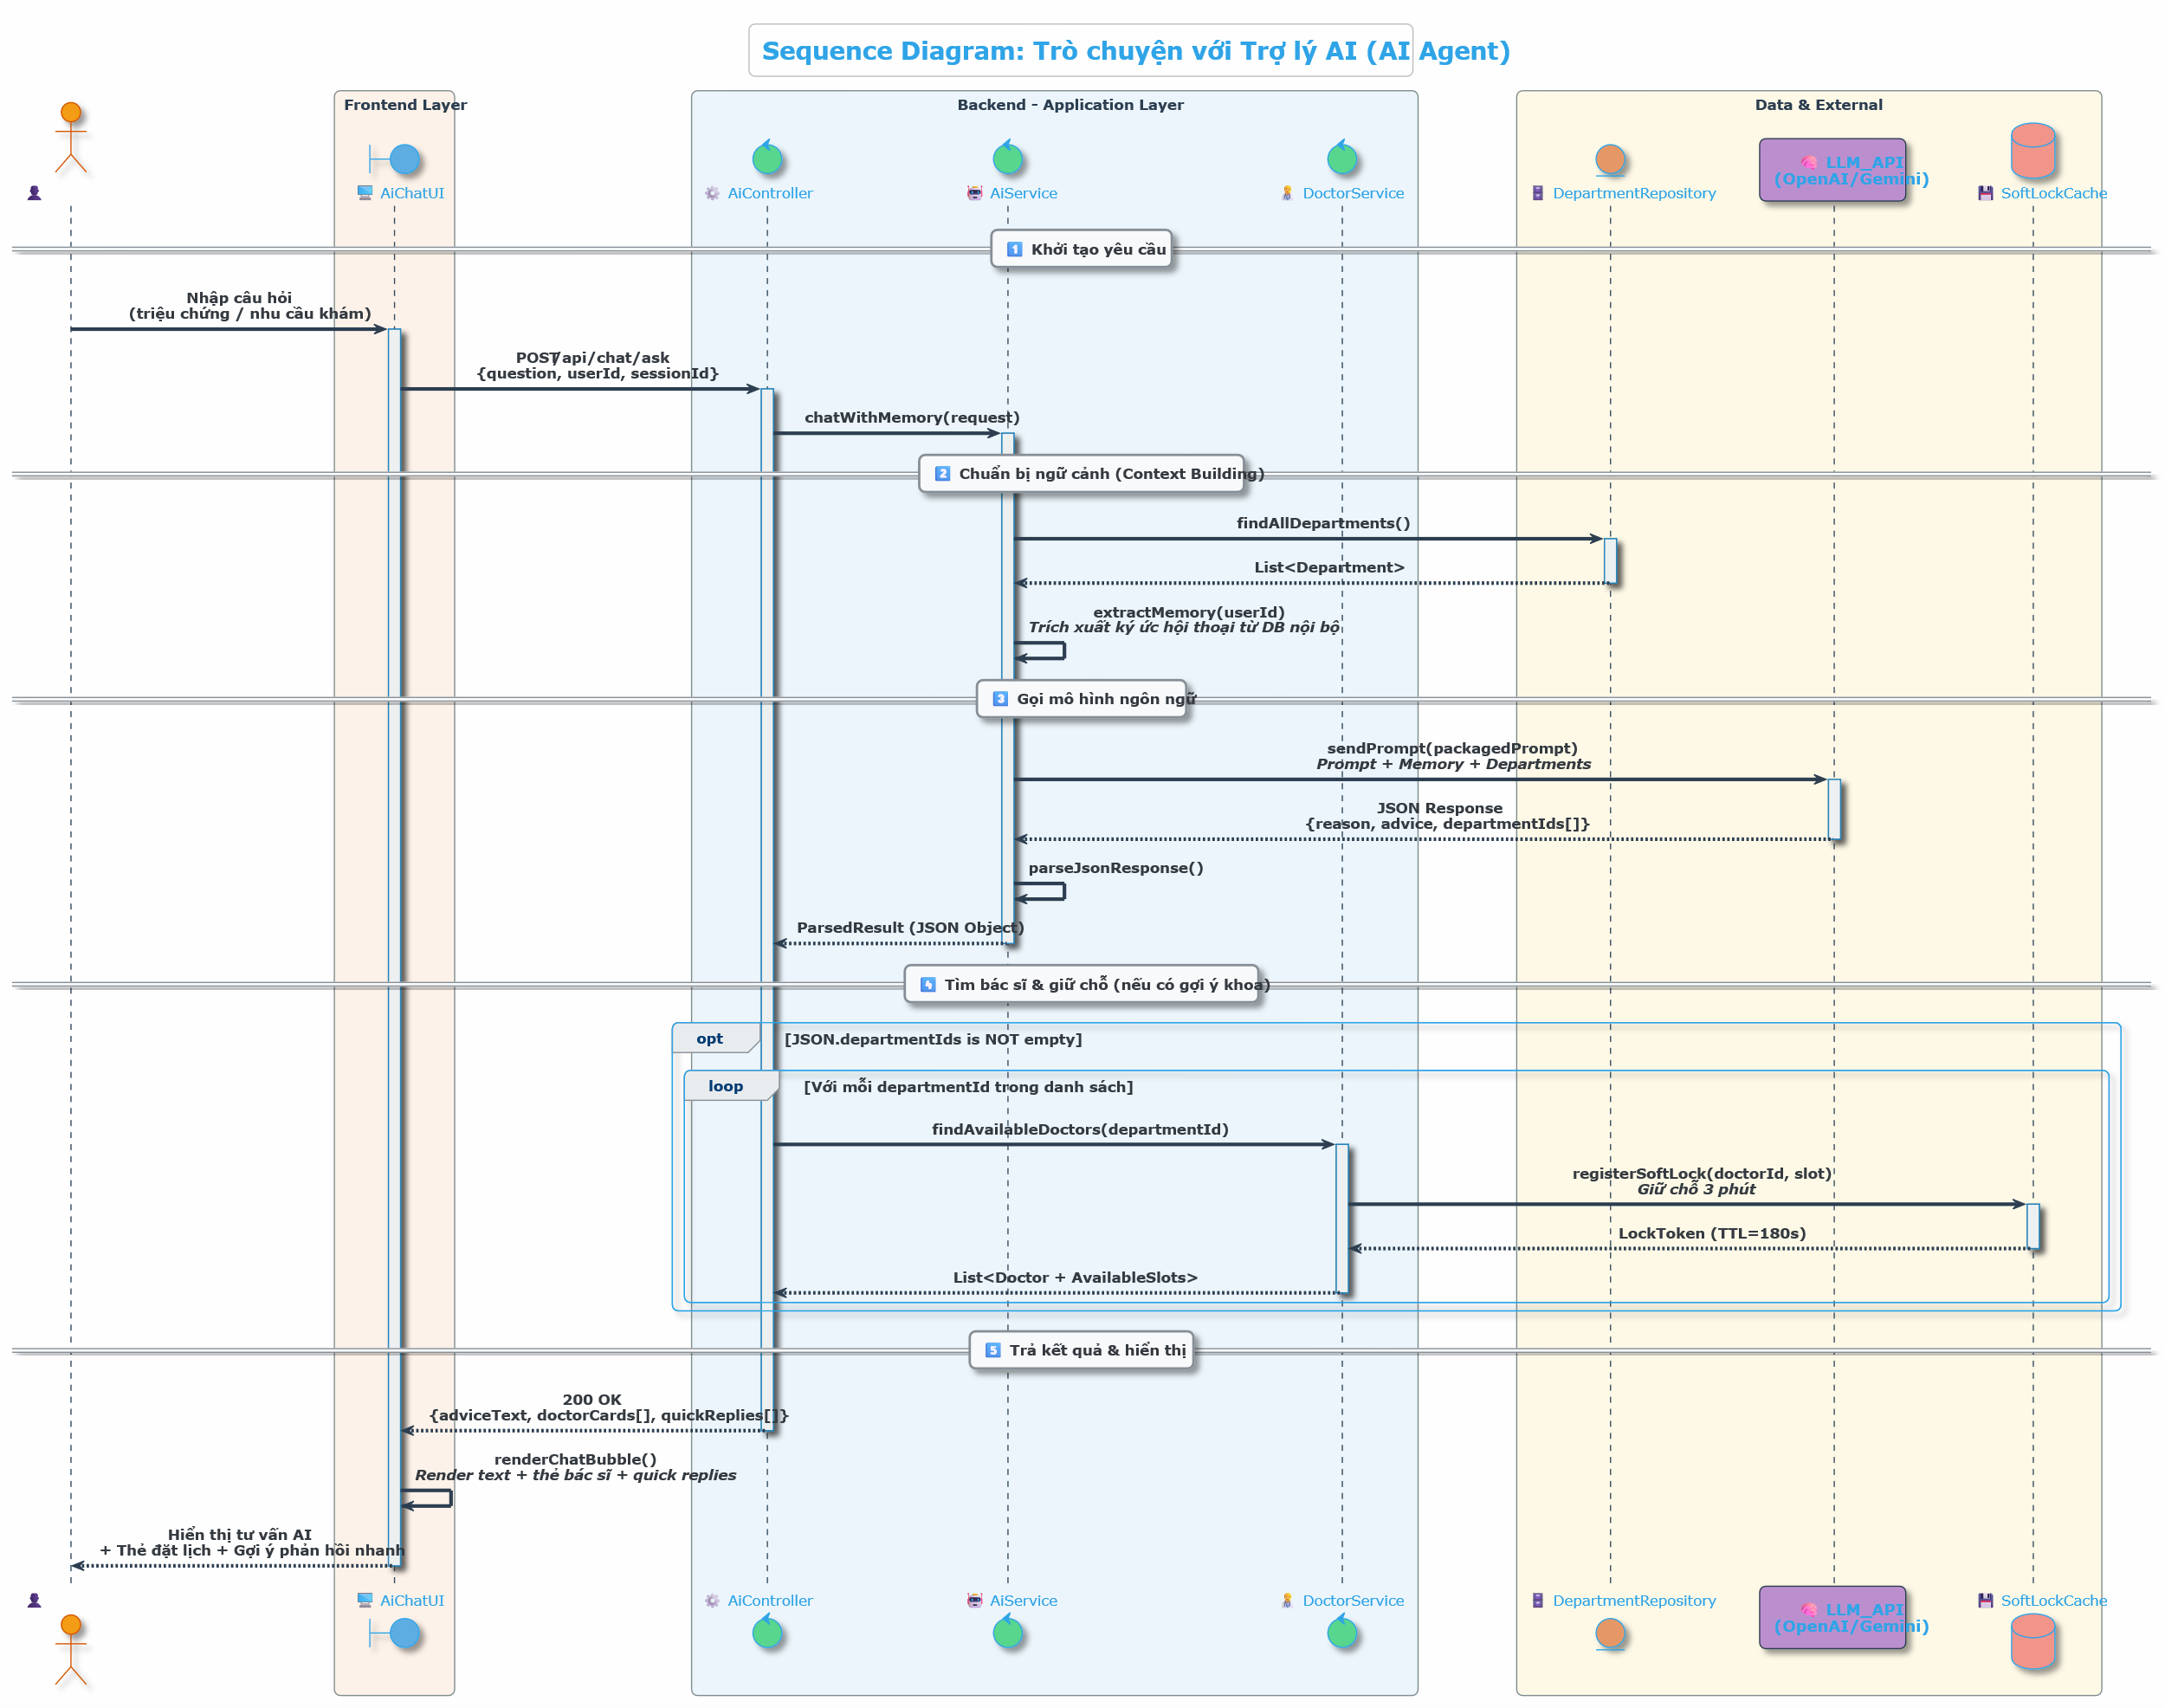 Sequence Diagram: Trò chuyện với Trợ lý AI (AI Agent)
Frontend Layer
Backend - Application Layer
Data & External
AiChatUI
AiController
AiService
DoctorService
DepartmentRepository
LLM_API
(OpenAI/Gemini)
SoftLockCache
1 Khởi tạo yêu cầu
Nhập câu hỏi
(triệu chứng / nhu cầu khám)
POST/api/chat/ask
{question, userId, sessionId}
chatWithMemory(request)
2 Chuẩn bị ngữ cảnh (Context Building)
findAllDepartments()
List<Department>
extractMemory(userId)
Trích xuất ký ức hội thoại từ DB nội bộ
3 Gọi mô hình ngôn ngữ
sendPrompt(packagedPrompt)
Prompt + Memory + Departments
JSON Response
{reason, advice, departmentIds[]}
parseJsonResponse()
ParsedResult (JSON Object)
4 Tìm bác sĩ & giữ chỗ (nếu có gợi ý khoa)
opt [JSON.departmentIds is NOT empty]
loop [Với mỗi departmentId trong danh sách]
findAvailableDoctors(departmentId)
registerSoftLock(doctorId, slot)
Giữ chỗ 3 phút
LockToken (TTL=180s)
List<Doctor + AvailableSlots>
5 Trả kết quả & hiển thị
200 OK
{adviceText, doctorCards[], quickReplies[]}
renderChatBubble()
Render text + thẻ bác sĩ + quick replies
Hiển thị tư vấn AI
+ Thẻ đặt lịch + Gợi ý phản hồi nhanh
AiChatUI
AiController
AiService
DoctorService
DepartmentRepository
LLM_API
(OpenAI/Gemini)
SoftLockCache